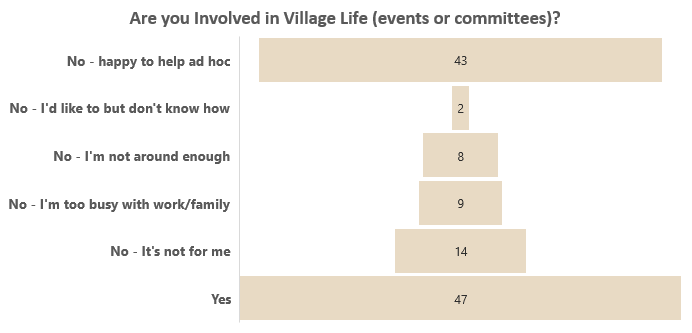 Are you Involved in Village Life (events or committees)?
No - happy to help ad hoc 43
No - I'd like to but don't know how 2
No - I'm not around enough 8
No - I'm too busy with work/family 9
No - It's not for me 14
Yes 47